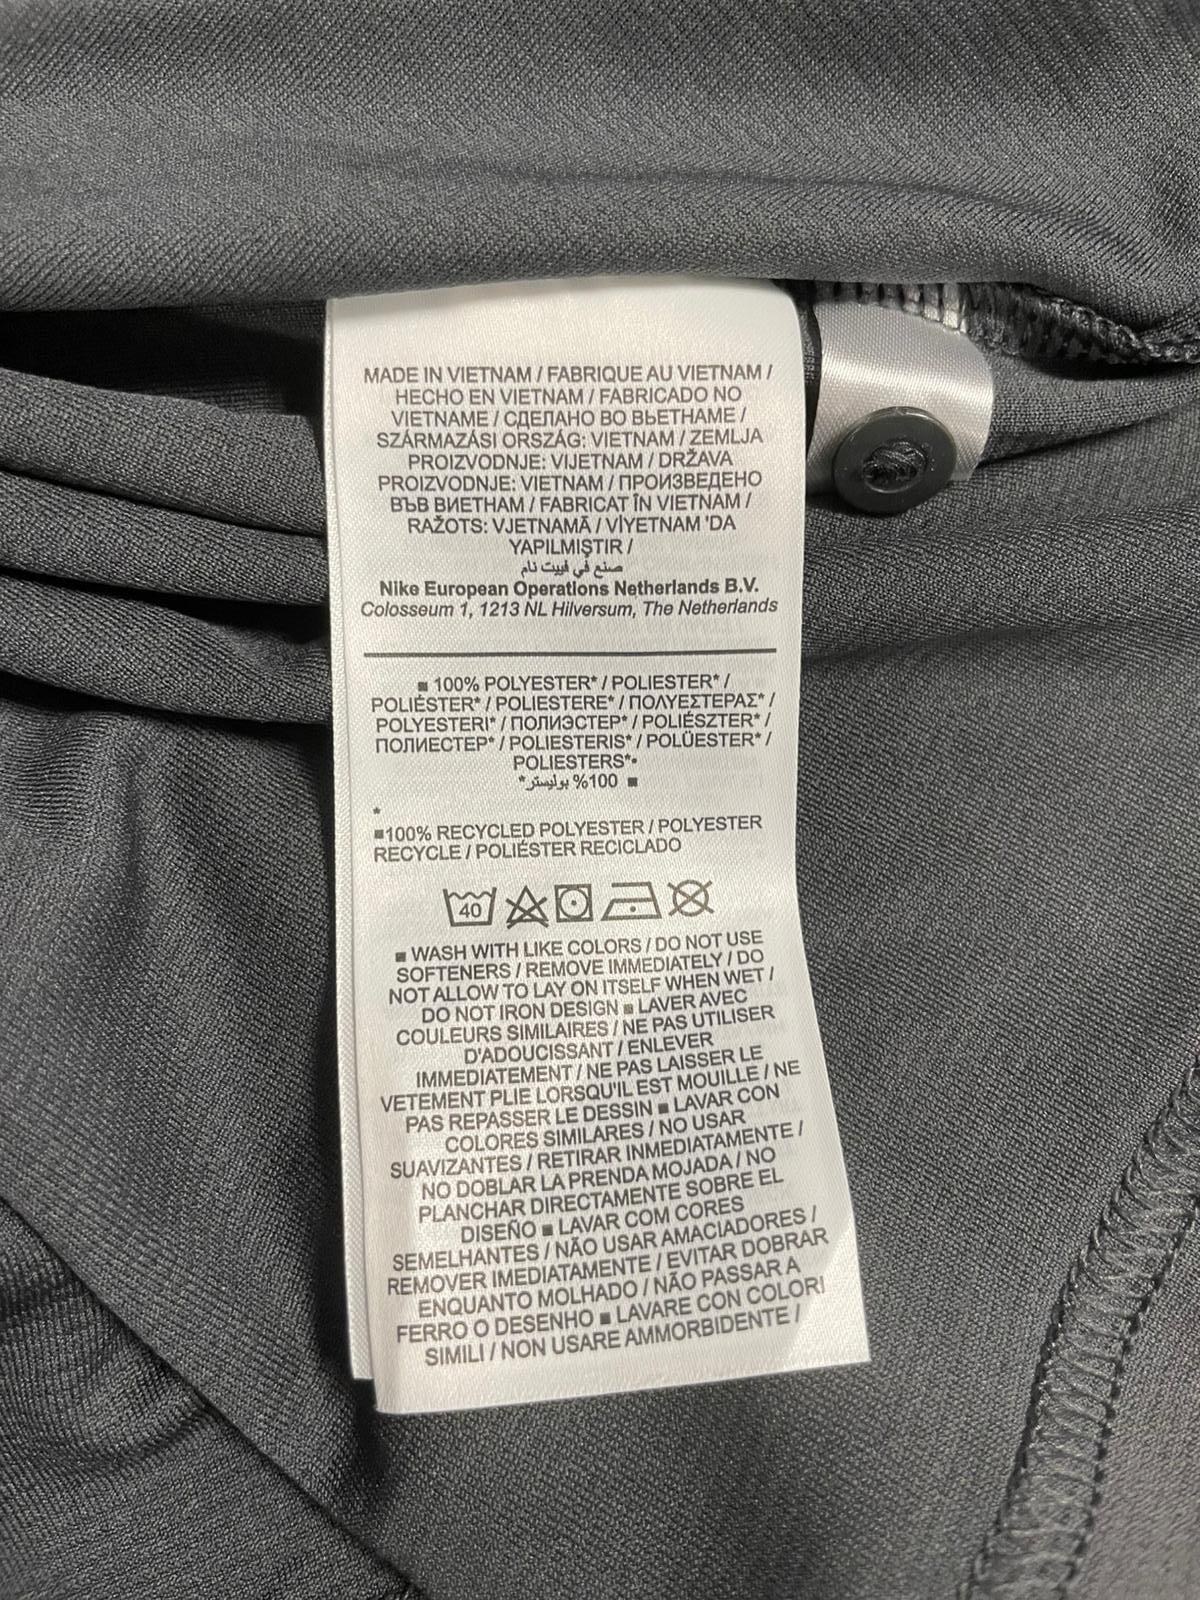 MADE IN VIETNAM / FABRIQUE AU VIETNAM /
HECHO EN VIETNAM / FABRICADO NO
VIETNAME / СДЕЛАНО ВО ВЬЕТНАМЕ /
SZÁRMAZÁSI ORSZÁG: VIETNAM / ZEMLJA
PROIZVODNJE: VIJETNAM / DRŽAVA
PROIZVODNJE: VIETNAM / ПРОИЗВЕДЕНО
ВЪВ ВИЕТНАМ / FABRICAT ÎN VIETNAM /
RAŽOTS: VJETNAMĀ / VİYETNAM 'DA
YAPILMIŞTIR /
صنع في فييت نام
Nike European Operations Netherlands B.V.
Colosseum 1, 1213 NL Hilversum, The Netherlands
■ 100% POLYESTER* / POLIESTER* /
POLIÉSTER* / POLIESTERE* / ΠΟΛΥΕΣΤΕΡΑΣ* /
POLYESTERI* / ПОЛИЭСТЕР* / POLIÉSZTER* /
ПОЛИЕСТЕР* / POLIESTERIS* / POLÜESTER* /
POLIESTERS*•
■ 100% بوليستر*
*
■100% RECYCLED POLYESTER / POLYESTER
RECYCLE / POLIÉSTER RECICLADO
40
■ WASH WITH LIKE COLORS / DO NOT USE
SOFTENERS / REMOVE IMMEDIATELY / DO
NOT ALLOW TO LAY ON ITSELF WHEN WET /
DO NOT IRON DESIGN ■ LAVER AVEC
COULEURS SIMILAIRES / NE PAS UTILISER
D'ADOUCISSANT / ENLEVER
IMMEDIATEMENT / NE PAS LAISSER LE
VETEMENT PLIE LORSQU'IL EST MOUILLE / NE
PAS REPASSER LE DESSIN ■ LAVAR CON
COLORES SIMILARES / NO USAR
SUAVIZANTES / RETIRAR INMEDIATAMENTE /
NO DOBLAR LA PRENDA MOJADA / NO
PLANCHAR DIRECTAMENTE SOBRE EL
DISEÑO ■ LAVAR COM CORES
SEMELHANTES / NÃO USAR AMACIADORES /
REMOVER IMEDIATAMENTE / EVITAR DOBRAR
ENQUANTO MOLHADO / NÃO PASSAR A
FERRO O DESENHO ■ LAVARE CON COLORI
SIMILI / NON USARE AMMORBIDENTE /